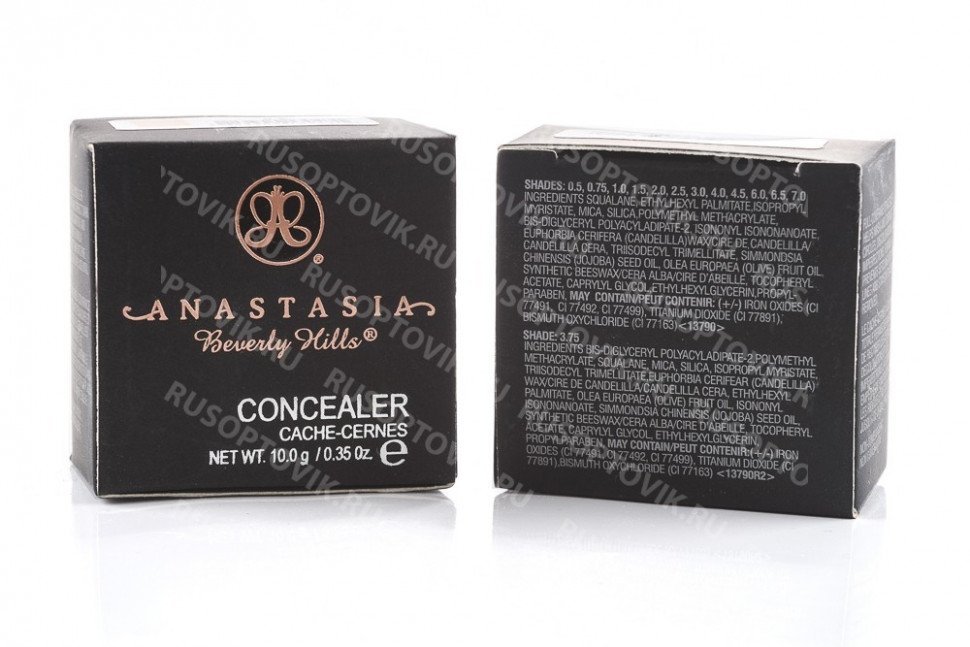 ANASTASIA
Beverly Hills®
CONCEALER
CACHE-CERNES
NET WT. 10.0 g / 0.35 Oz. e
SHADES: 0.5, 0.75, 1.0, 1.5, 2.0, 2.5, 3.0, 4.0, 4.5, 6.0, 6.5, 7.0
INGREDIENTS SQUALANE, ETHYLHEXYL PALMITATE,ISOPROPYL
MYRISTATE, MICA, SILICA,POLYMETHYL METHACRYLATE,
BIS-DIGLYCERYL POLYACYLADIPATE-2, ISONONYL ISONONANOATE,
EUPHORBIA CERIFERA (CANDELILLA)WAX/CIRE DE CANDELILLA/
CANDELILLA CERA, TRIISODECYL TRIMELLITATE, SIMMONDSIA
CHINENSIS (JOJOBA) SEED OIL, OLEA EUROPAEA (OLIVE) FRUIT OIL,
SYNTHETIC BEESWAX/CERA ALBA/CIRE D'ABEILLE, TOCOPHERYL
ACETATE, CAPRYLYL GLYCOL,ETHYLHEXYLGLYCERIN,PROPYL
PARABEN, MAY CONTAIN/PEUT CONTENIR: (+/-) IRON OXIDES (CI
77491, CI 77492, CI 77499), TITANIUM DIOXIDE (CI 77891),
BISMUTH OXYCHLORIDE (CI 77163) <13790>
SHADE: 3.75
INGREDIENTS BIS-DIGLYCERYL POLYACYLADIPATE-2,POLYMETHYL
METHACRYLATE, SQUALANE, MICA, SILICA, ISOPROPYL MYRISTATE,
TRIISODECYL TRIMELLITATE,EUPHORBIA CERIFEAR (CANDELILLA)
WAX/CIRE DE CANDELILLA/CANDELILLA CERA, ETHYLHEXYL
PALMITATE, OLEA EUROPAEA (OLIVE) FRUIT OIL, ISONONYL
ISONONANOATE, SIMMONDSIA CHINENSIS (JOJOBA) SEED OIL,
SYNTHETIC BEESWAX/CERA ALBA/CIRE D'ABEILLE, TOCOPHERYL
ACETATE, CAPRYLYL GLYCOL, ETHYLHEXYLGLYCERIN,
PROPYLPARABEN, MAY CONTAIN/PEUT CONTENIR:(+/-) IRON
OXIDES (CI 77491, CI 77492, CI 77499), TITANIUM DIOXIDE (CI
77891),BISMUTH OXYCHLORIDE (CI 77163) <13790R2>
RUSOPTOVIK.RU